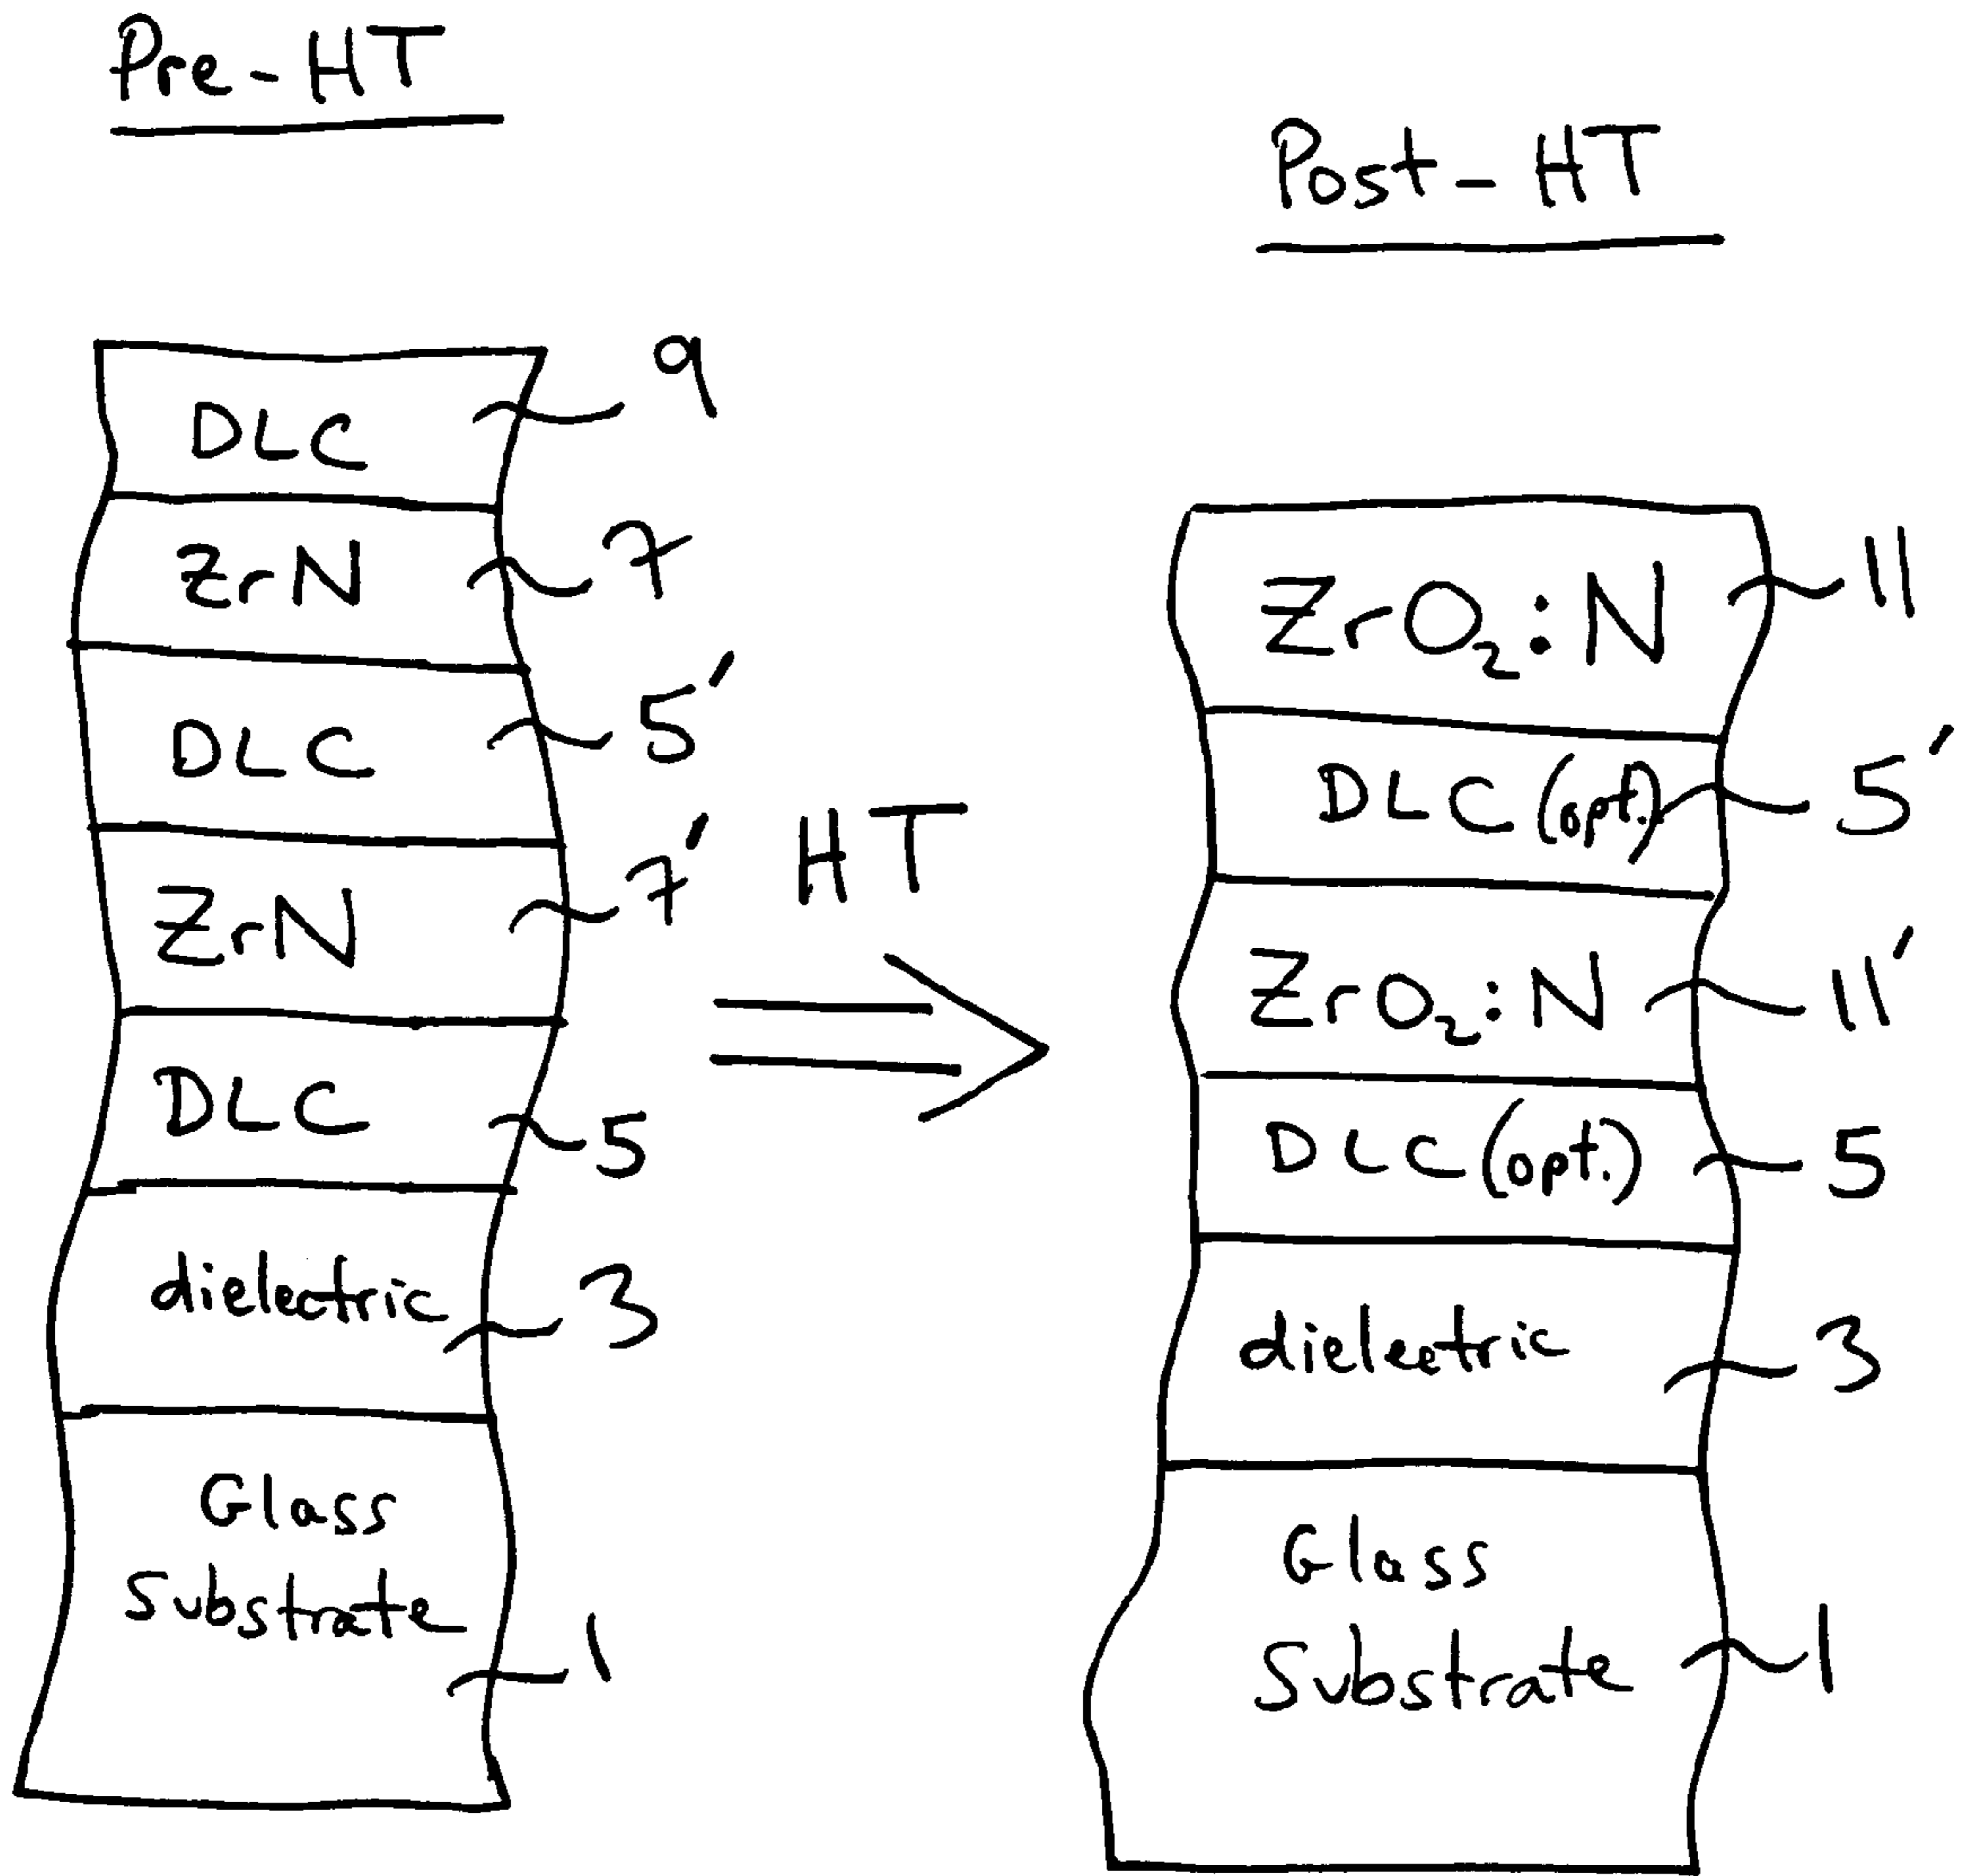 Pre-HT
DLC 9
ZrN 7
DLC 5'
ZrN 7'
DLC 5
dielectric 3
Glass
Substrate 1
HT
Post-HT
ZrO₂:N 11
DLC (opt.) 5'
ZrO₂:N 11'
DLC (opt.) 5
dielectric 3
Glass
Substrate 1